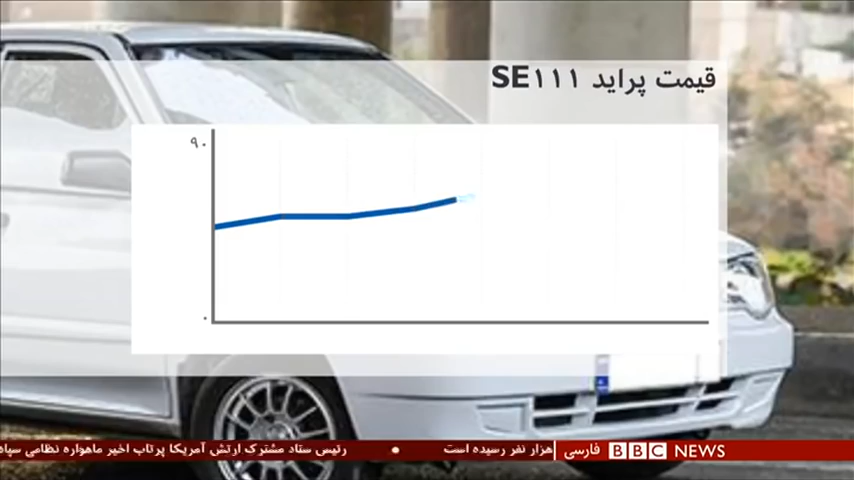 قیمت پراید SE۱۱۱
۹۰
۰
BBC NEWS فارسی
هزار نفر رسیده است • رئیس ستاد مشترک ارتش آمریکا پرتاب اخیر ماهواره نظامی